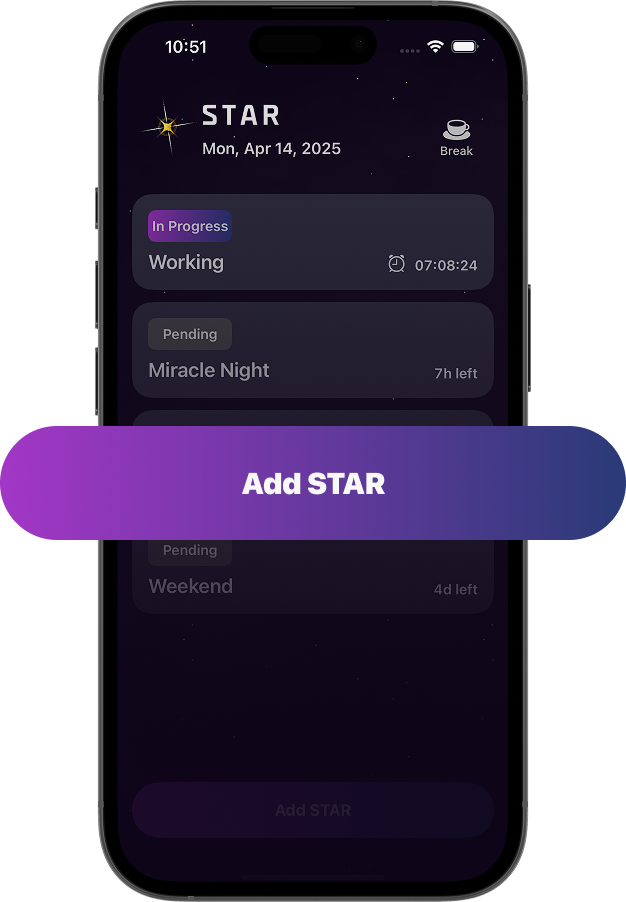 10:51
STAR
Mon, Apr 14, 2025
Break
In Progress
Working
07:08:24
Pending
Miracle Night
7h left
Add STAR
Pending
Weekend
4d left
Add STAR